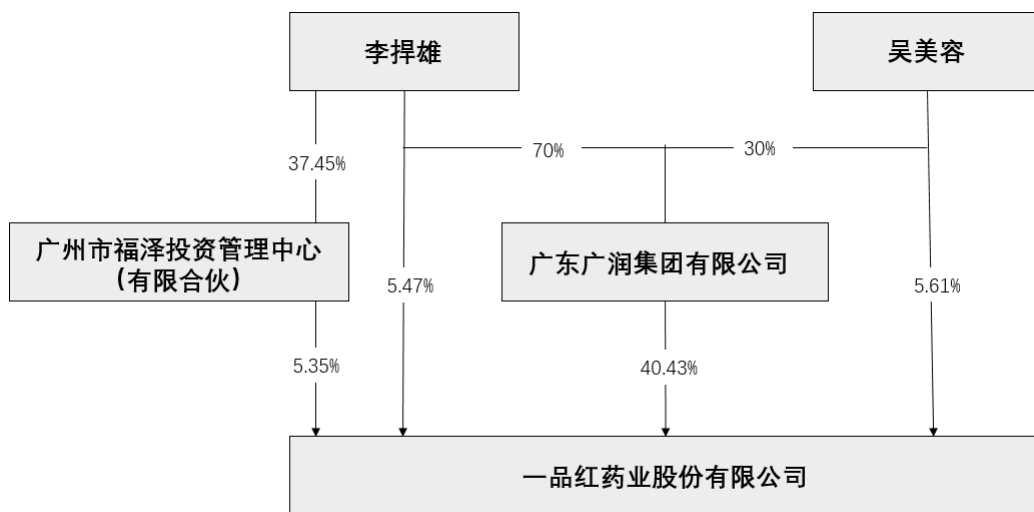 李捍雄
吴美容
70%
30%
37.45%
广州市福泽投资管理中心
(有限合伙)
广东广润集团有限公司
5.47%
5.61%
5.35%
40.43%
一品红药业股份有限公司